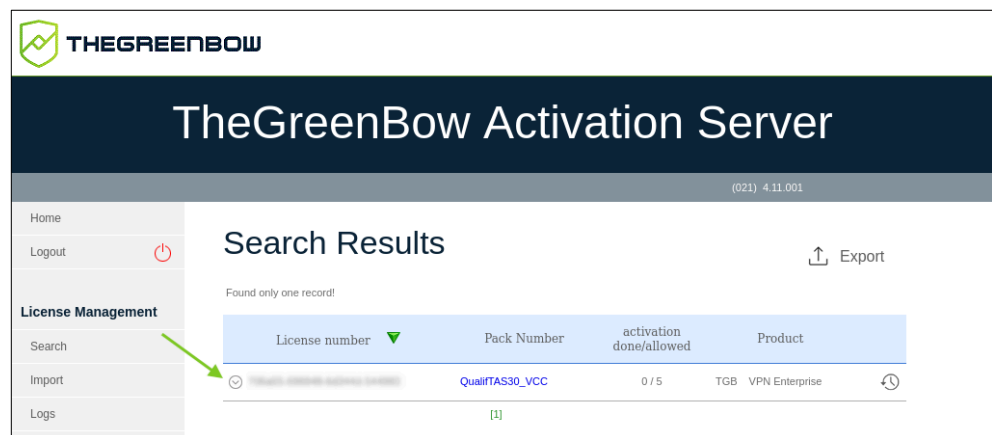 THEGREENBOW
TheGreenBow Activation Server
(021) 4.11.001
Home
Logout
License Management
Search
Import
Logs
Search Results
Export
Found only one record!
License number Pack Number activation done/allowed Product
QualifTAS30_VCC 0 / 5 TGB VPN Enterprise
[1]